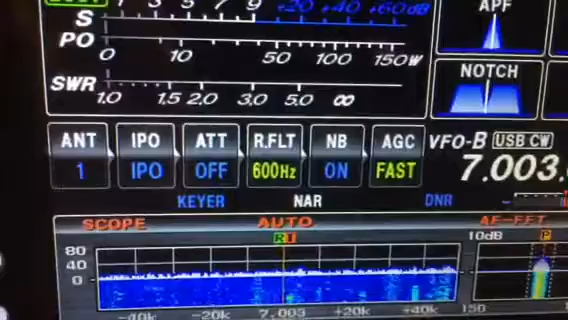 1 3 5 7 9 +20 +40 +60dB
S
PO
0 10 50 100 150W
SWR
1.0 1.5 2.0 3.0 5.0 ∞
APF
NOTCH
ANT IPO ATT R.FLT NB AGC
1 IPO OFF 600Hz ON FAST
VFO-B USB CW
7.003.
KEYER NAR DNR
SCOPE AUTO AF-FFT
R T 10dB P
80
40
0
-40k -20k 7,003 +20k +40k 150